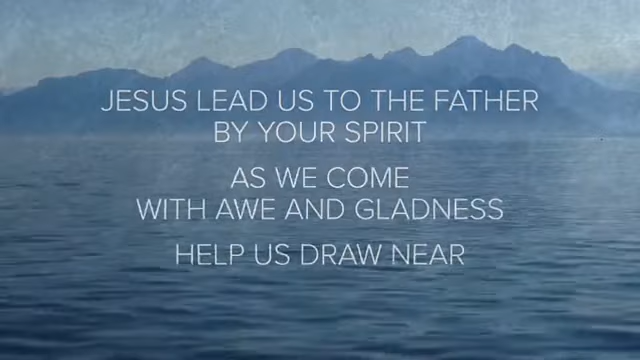 JESUS LEAD US TO THE FATHER
BY YOUR SPIRIT
AS WE COME
WITH AWE AND GLADNESS
HELP US DRAW NEAR